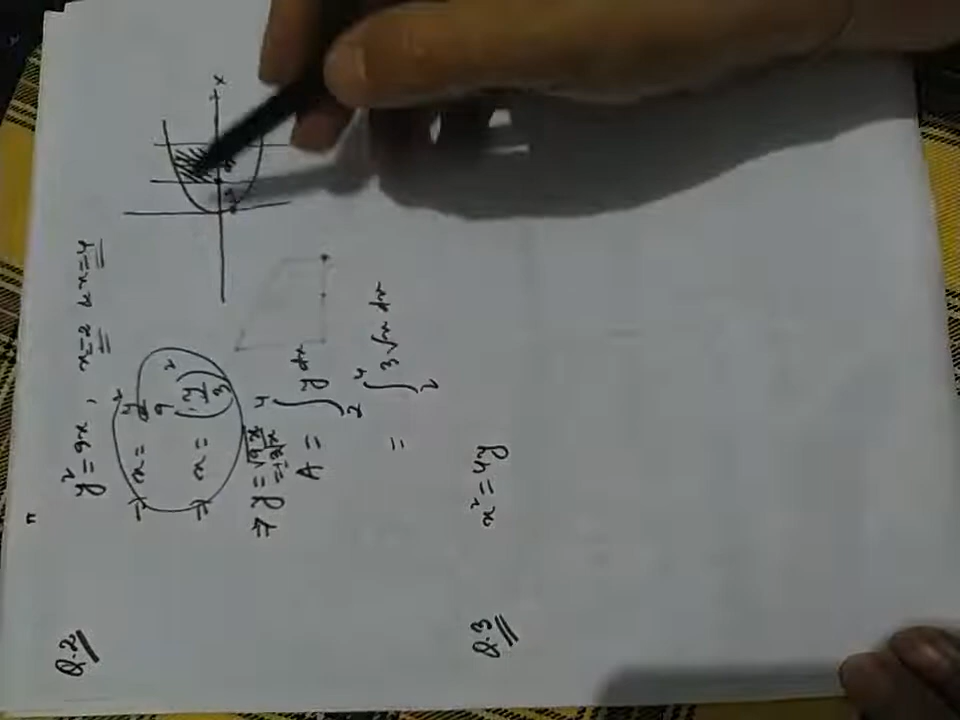 Q.2
y² = 9x , x=2 & x=4
⇒ x = y²/9
⇒ x = (y/3)²
⇒ y = √9x
= 3√x
A = ∫₂⁴ y dx
= ∫₂⁴ 3√x dx
Q.3 x² = 4y
x